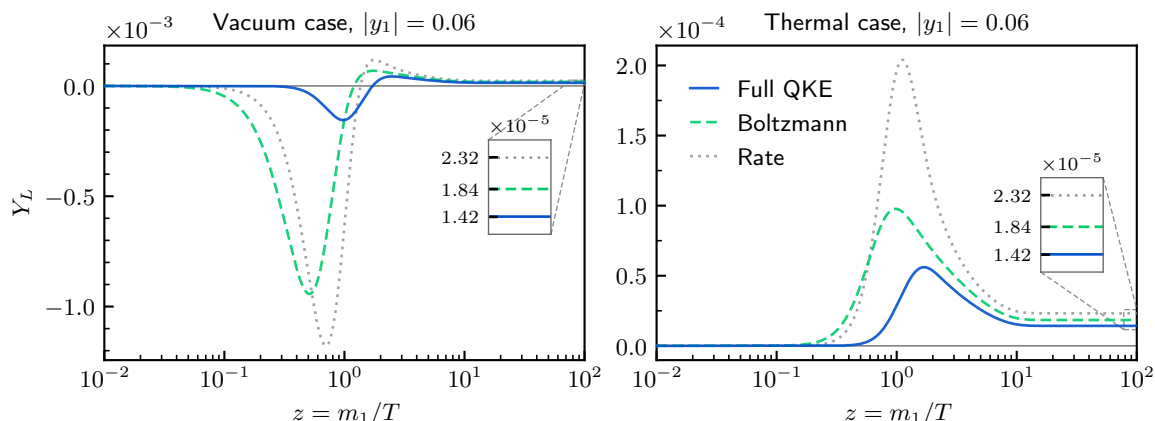 Vacuum case, |y₁| = 0.06
×10⁻³
0.0
−0.5
−1.0
Y_L
×10⁻⁵
2.32
1.84
1.42
10⁻² 10⁻¹ 10⁰ 10¹ 10²
z = m₁/T
Thermal case, |y₁| = 0.06
×10⁻⁴
2.0
1.0
0.5
0.0
Full QKE
Boltzmann
Rate
×10⁻⁵
2.32
1.84
1.42
10⁻² 10⁻¹ 10⁰ 10¹ 10²
z = m₁/T